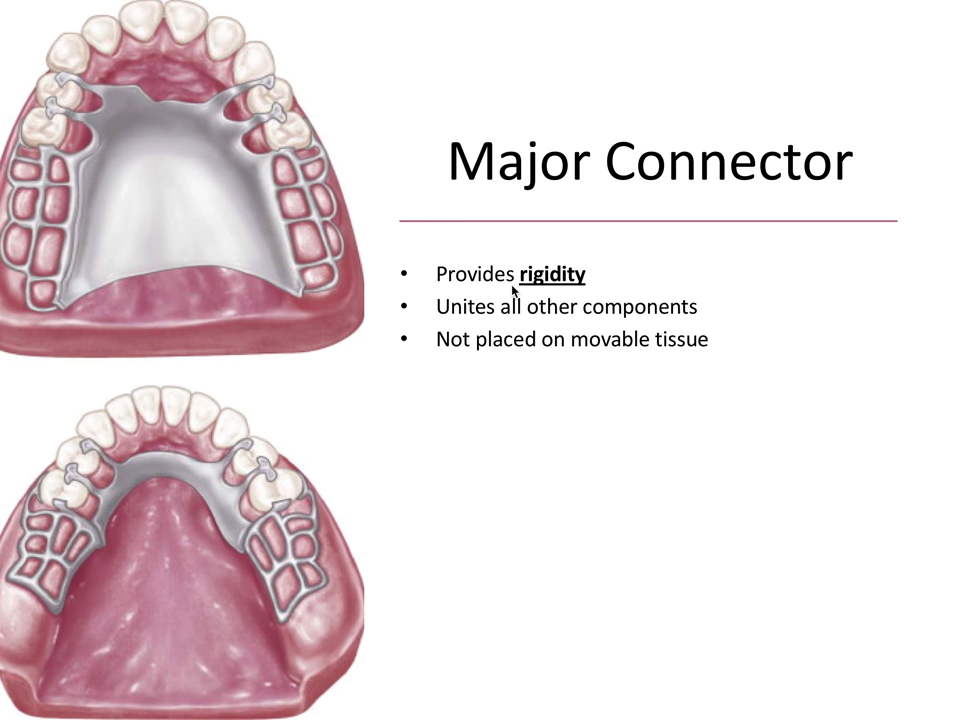 Major Connector
• Provides rigidity
• Unites all other components
• Not placed on movable tissue